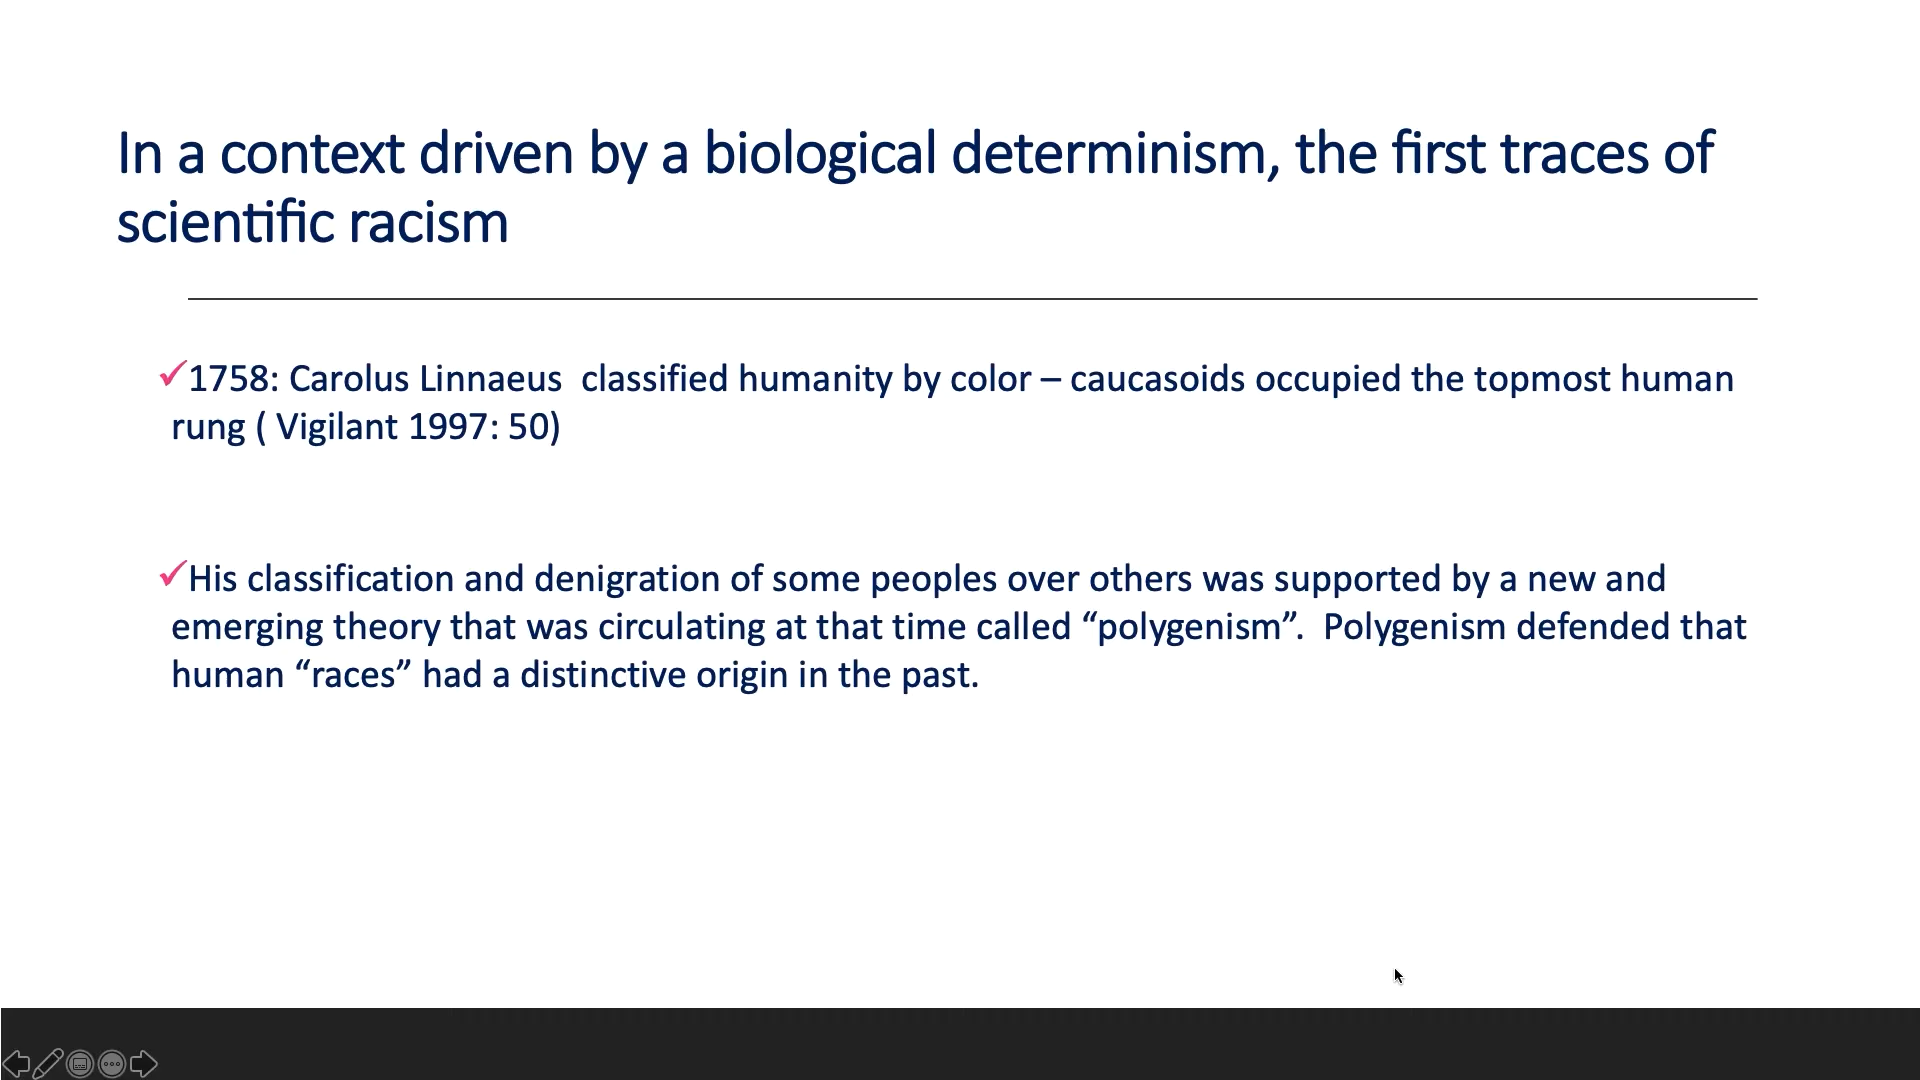 In a context driven by a biological determinism, the first traces of
scientific racism
✓1758: Carolus Linnaeus  classified humanity by color – caucasoids occupied the topmost human
rung ( Vigilant 1997: 50)
✓His classification and denigration of some peoples over others was supported by a new and
emerging theory that was circulating at that time called “polygenism”.  Polygenism defended that
human “races” had a distinctive origin in the past.